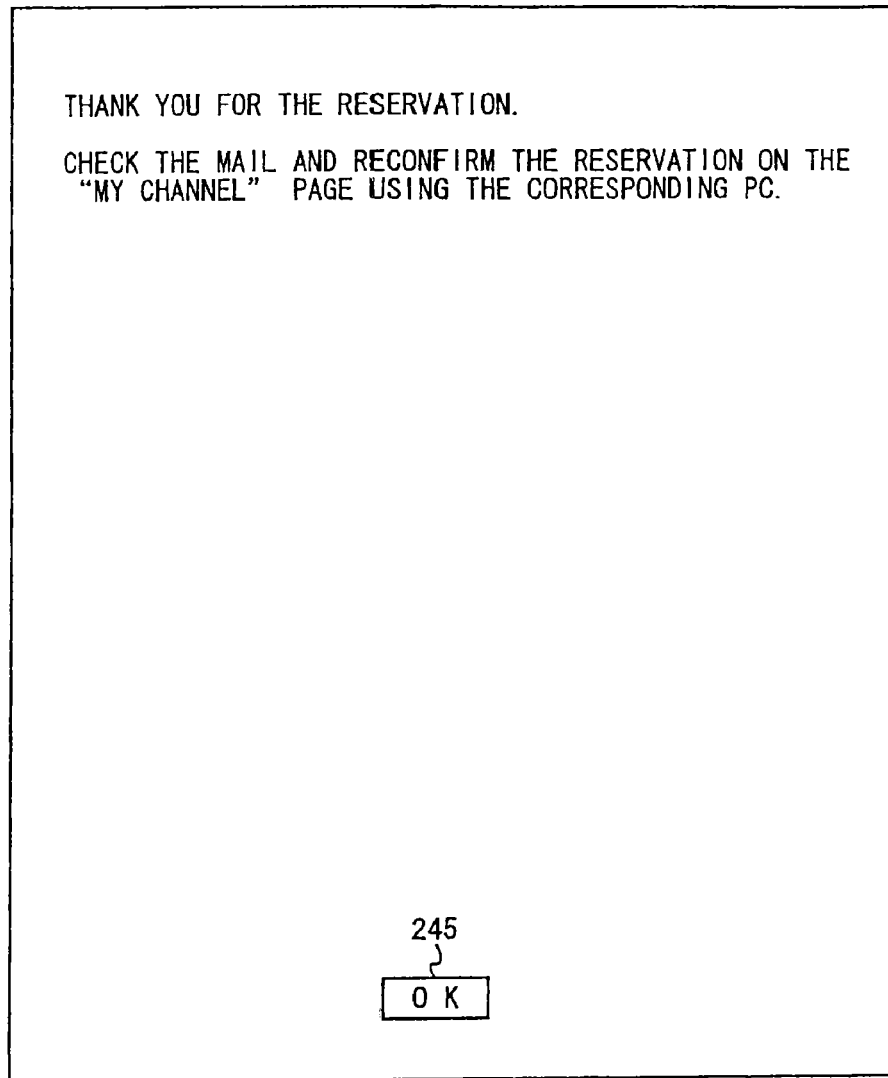 THANK YOU FOR THE RESERVATION.
CHECK THE MAIL AND RECONFIRM THE RESERVATION ON THE
“MY CHANNEL” PAGE USING THE CORRESPONDING PC.
245
OK